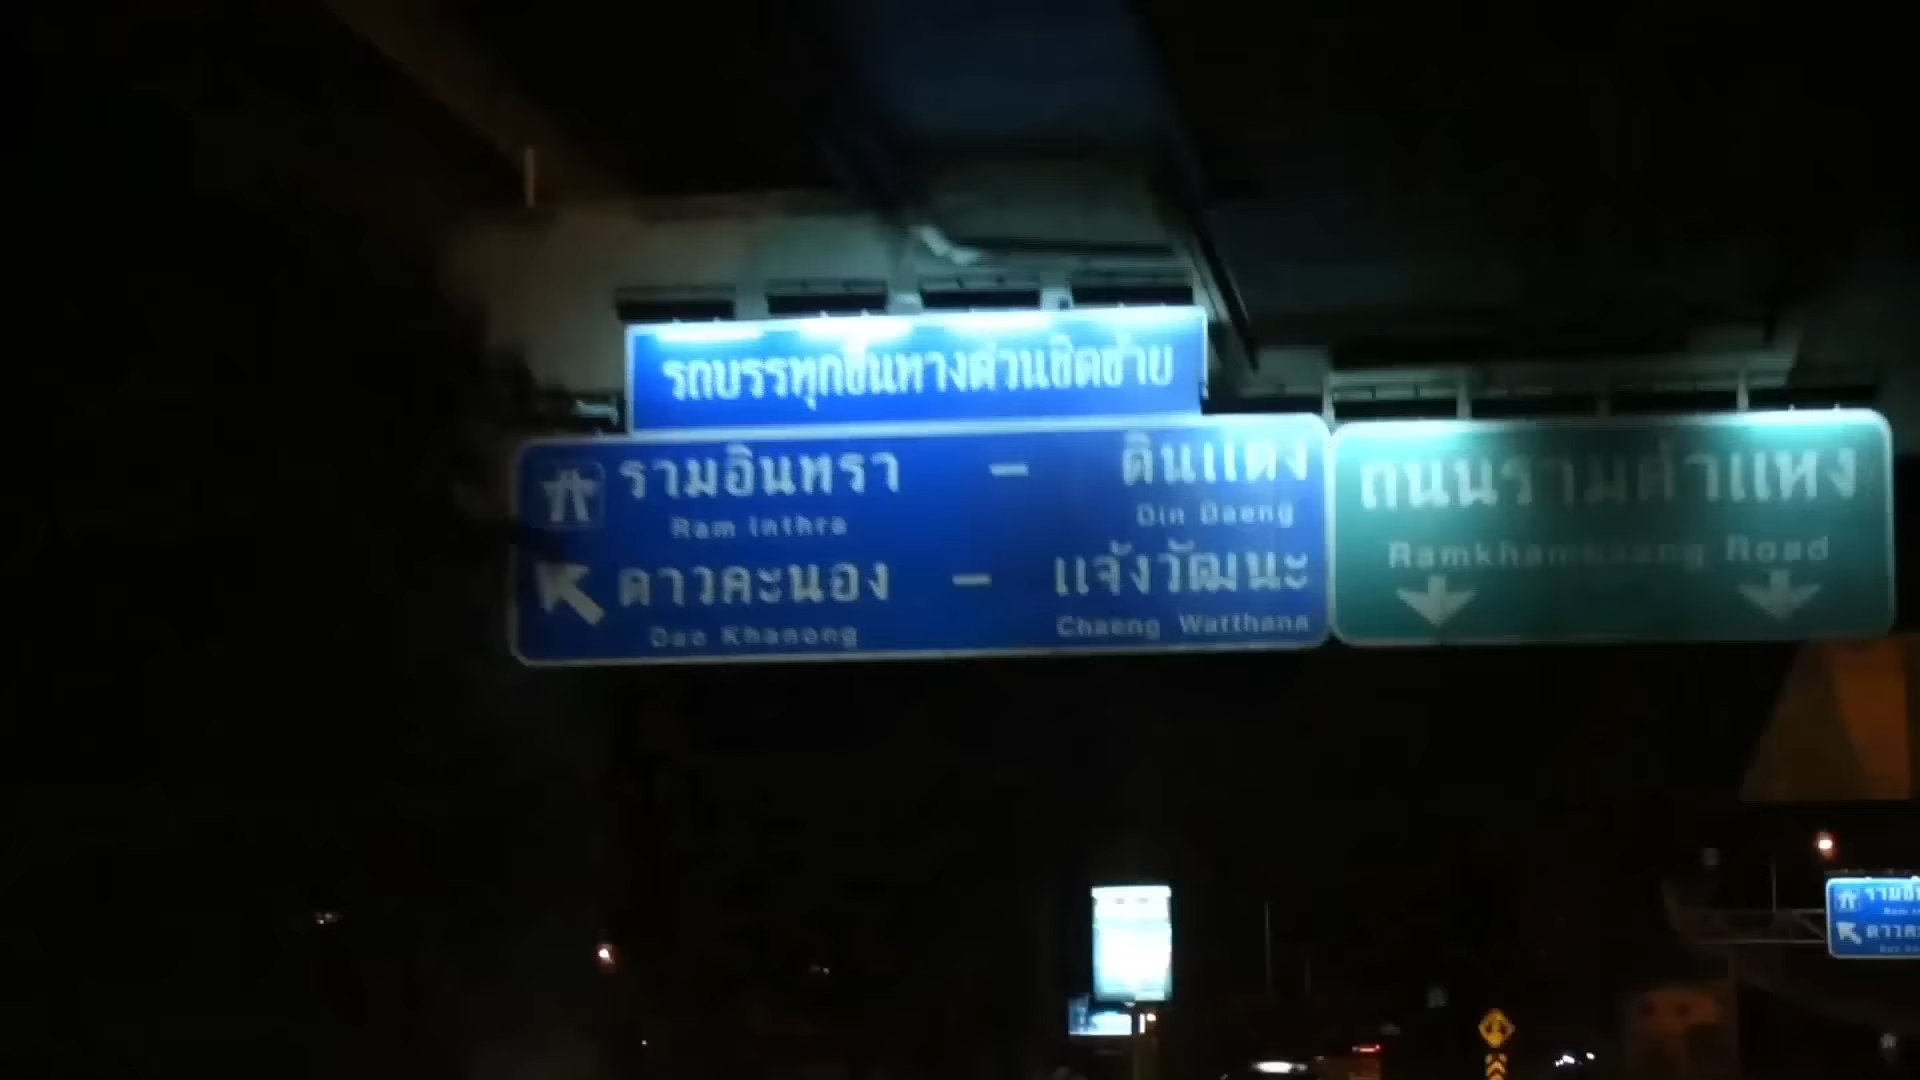 รถบรรทุกขึ้นทางด่วนชิดซ้าย
รามอินทรา – ดินแดง
Ram Inthra Din Daeng
ดาวคะนอง – แจ้งวัฒนะ
Dao Khanong Chaeng Watthana
ถนนรามคำแหง
Ramkhamhaeng Road